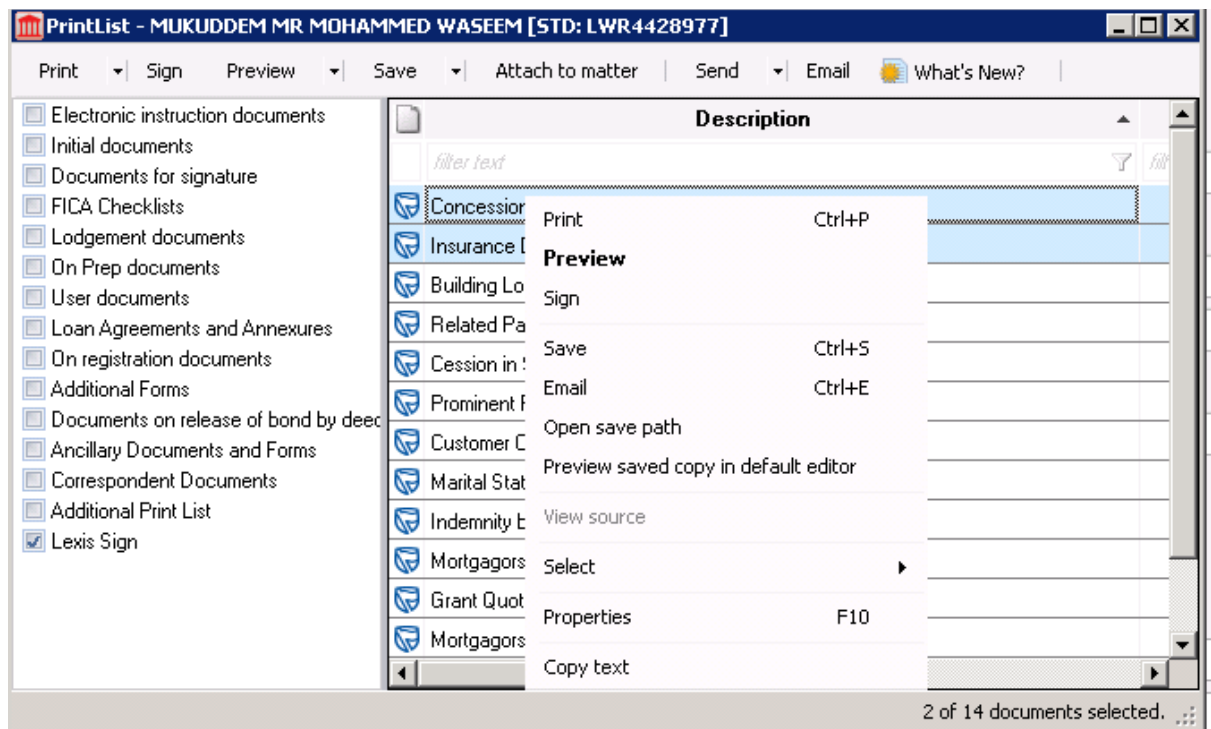 PrintList - MUKUDDEM MR MOHAMMED WASEEM [STD: LWR4428977]
Print Sign Preview Save Attach to matter Send Email What's New?
Electronic instruction documents
Initial documents
Documents for signature
FICA Checklists
Lodgement documents
On Prep documents
User documents
Loan Agreements and Annexures
On registration documents
Additional Forms
Documents on release of bond by deed
Ancillary Documents and Forms
Correspondent Documents
Additional Print List
Lexis Sign
Description
filter text
Concession
Insurance D
Building Lo
Related Pa
Cession in S
Prominent P
Customer C
Marital Stat
Indemnity b
Mortgagors
Grant Quot
Mortgagors
Print Ctrl+P
Preview
Sign
Save Ctrl+S
Email Ctrl+E
Open save path
Preview saved copy in default editor
View source
Select
Properties F10
Copy text
2 of 14 documents selected.